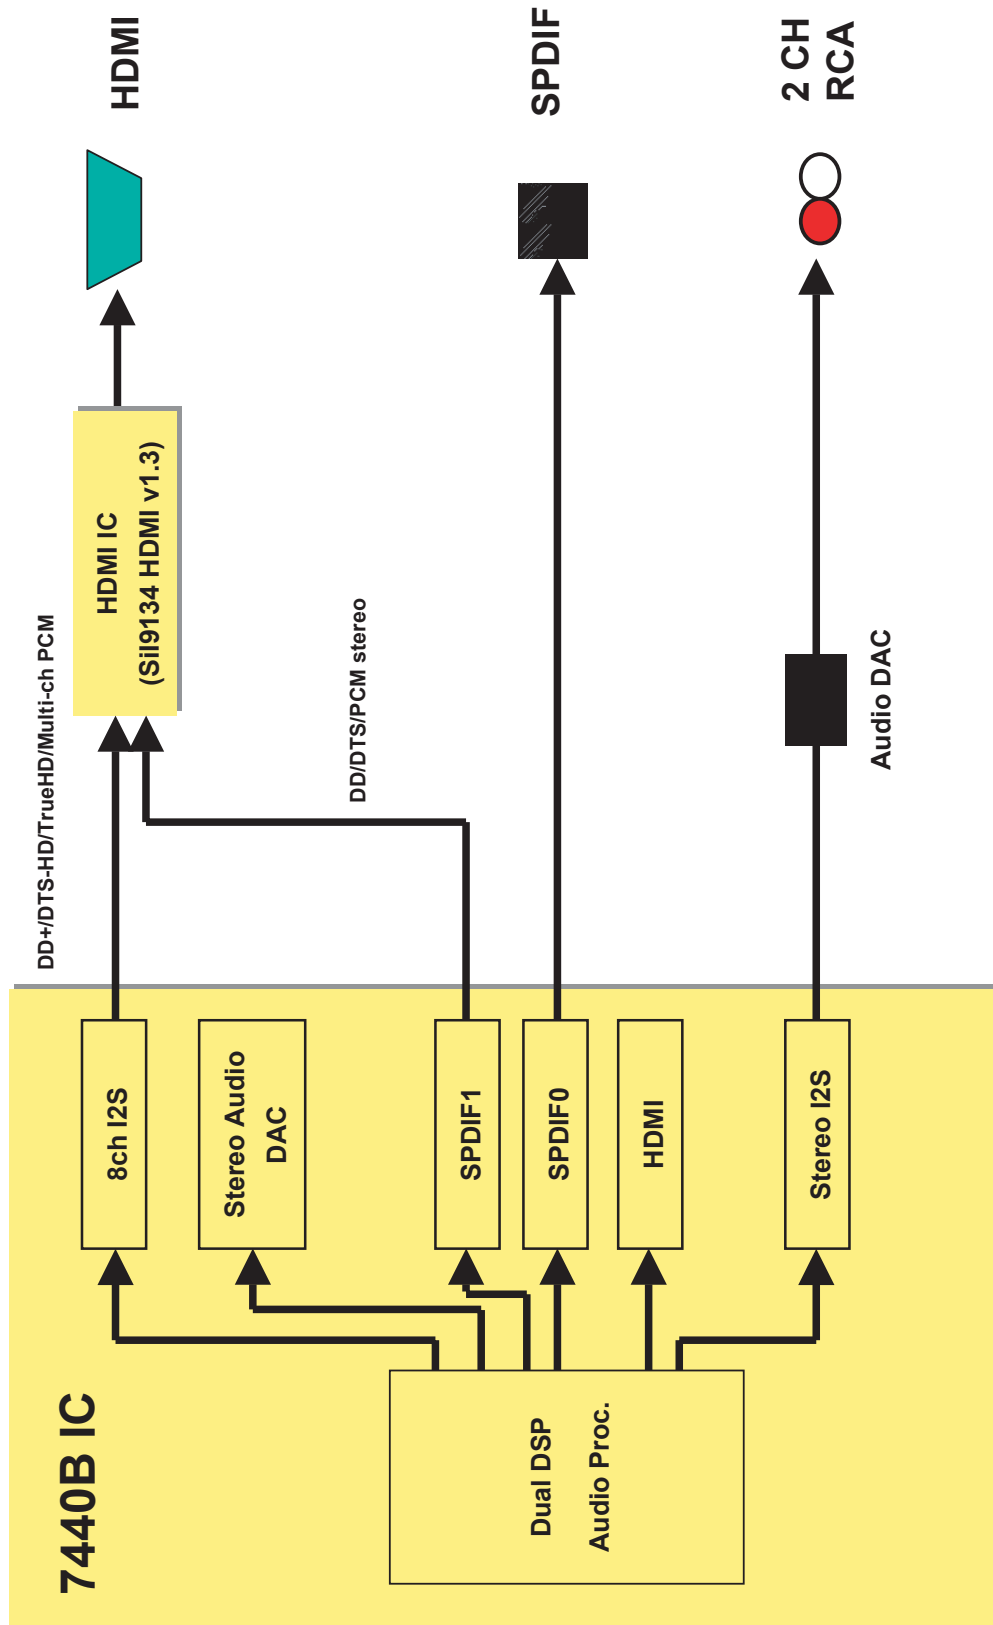 7440B IC
Dual DSP
Audio Proc.
8ch I2S
Stereo Audio
DAC
SPDIF1
SPDIF0
HDMI
Stereo I2S
DD+/DTS-HD/TrueHD/Multi-ch PCM
DD/DTS/PCM stereo
HDMI IC
(SiI9134 HDMI v1.3)
Audio DAC
HDMI
SPDIF
2 CH
RCA